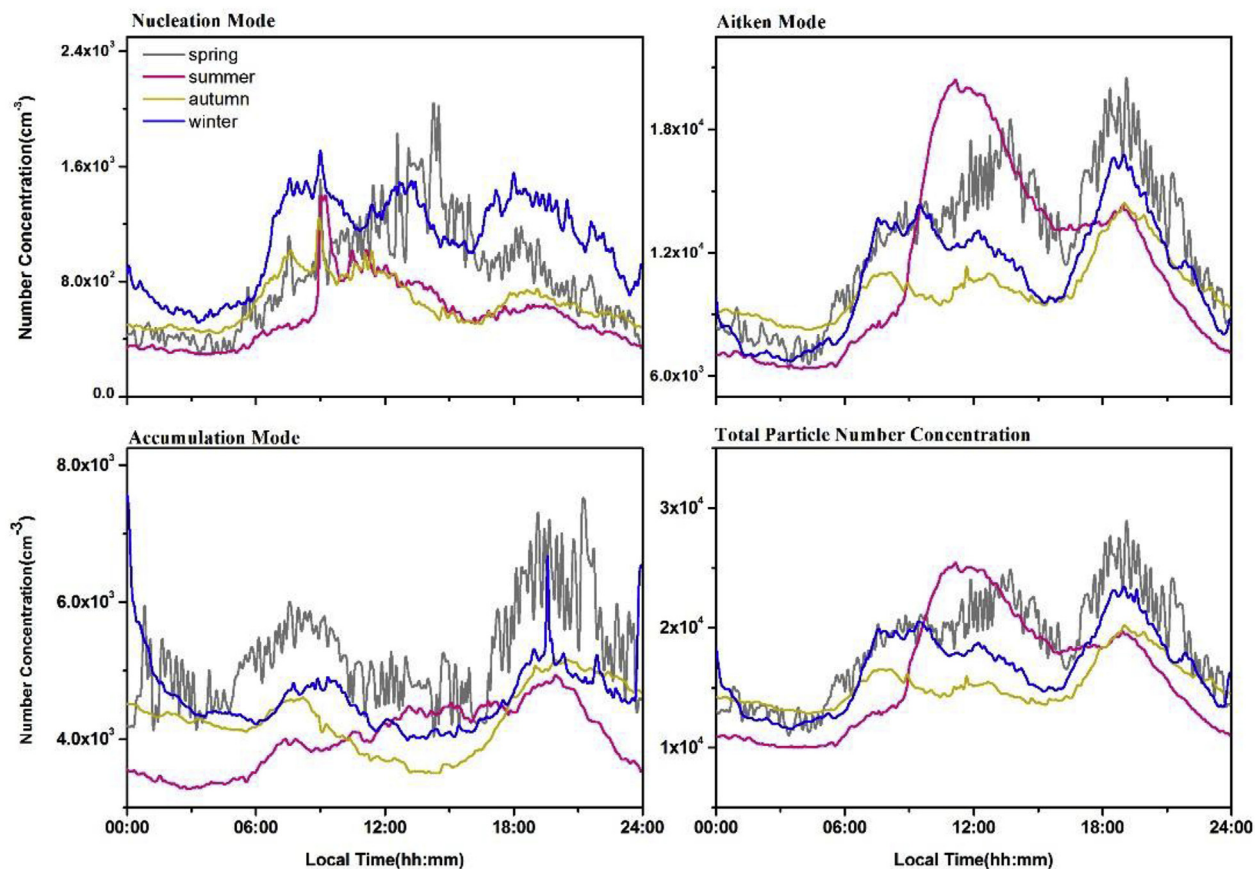 Nucleation Mode
spring
summer
autumn
winter
Number Concentration(cm⁻³)
2.4x10³
1.6x10³
8.0x10²
0.0
Aitken Mode
1.8x10⁴
1.2x10⁴
6.0x10³
Accumulation Mode
Number Concentration(cm⁻³)
8.0x10³
6.0x10³
4.0x10³
00:00 06:00 12:00 18:00 24:00
Local Time(hh:mm)
Total Particle Number Concentration
3x10⁴
2x10⁴
1x10⁴
00:00 06:00 12:00 18:00 24:00
Local Time(hh:mm)